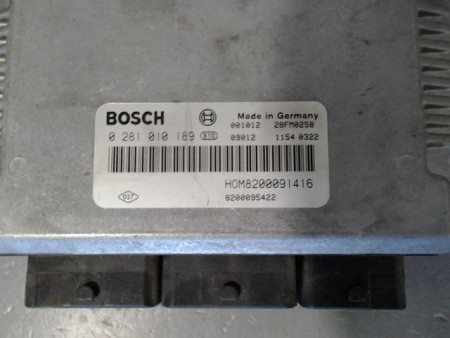 BOSCH Made in Germany
001012 28FM0258
0 281 010 189 09012 1154 0322
HOM8200091416
8200095422